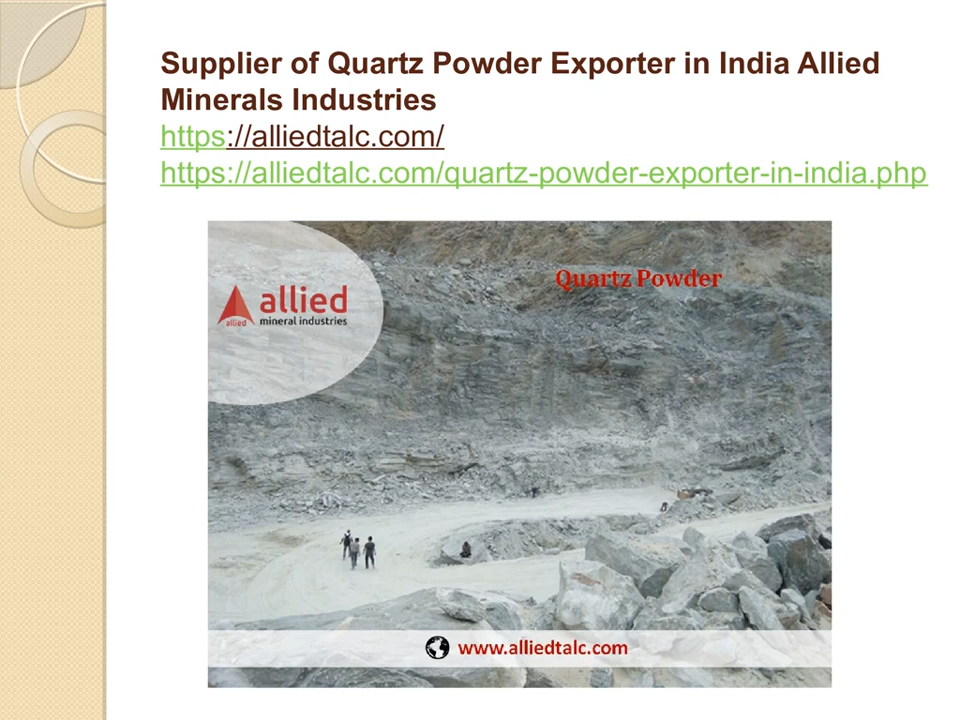 Supplier of Quartz Powder Exporter in India Allied
Minerals Industries
https://alliedtalc.com/
https://alliedtalc.com/quartz-powder-exporter-in-india.php
Quartz Powder
allied
mineral industries
allied
www.alliedtalc.com